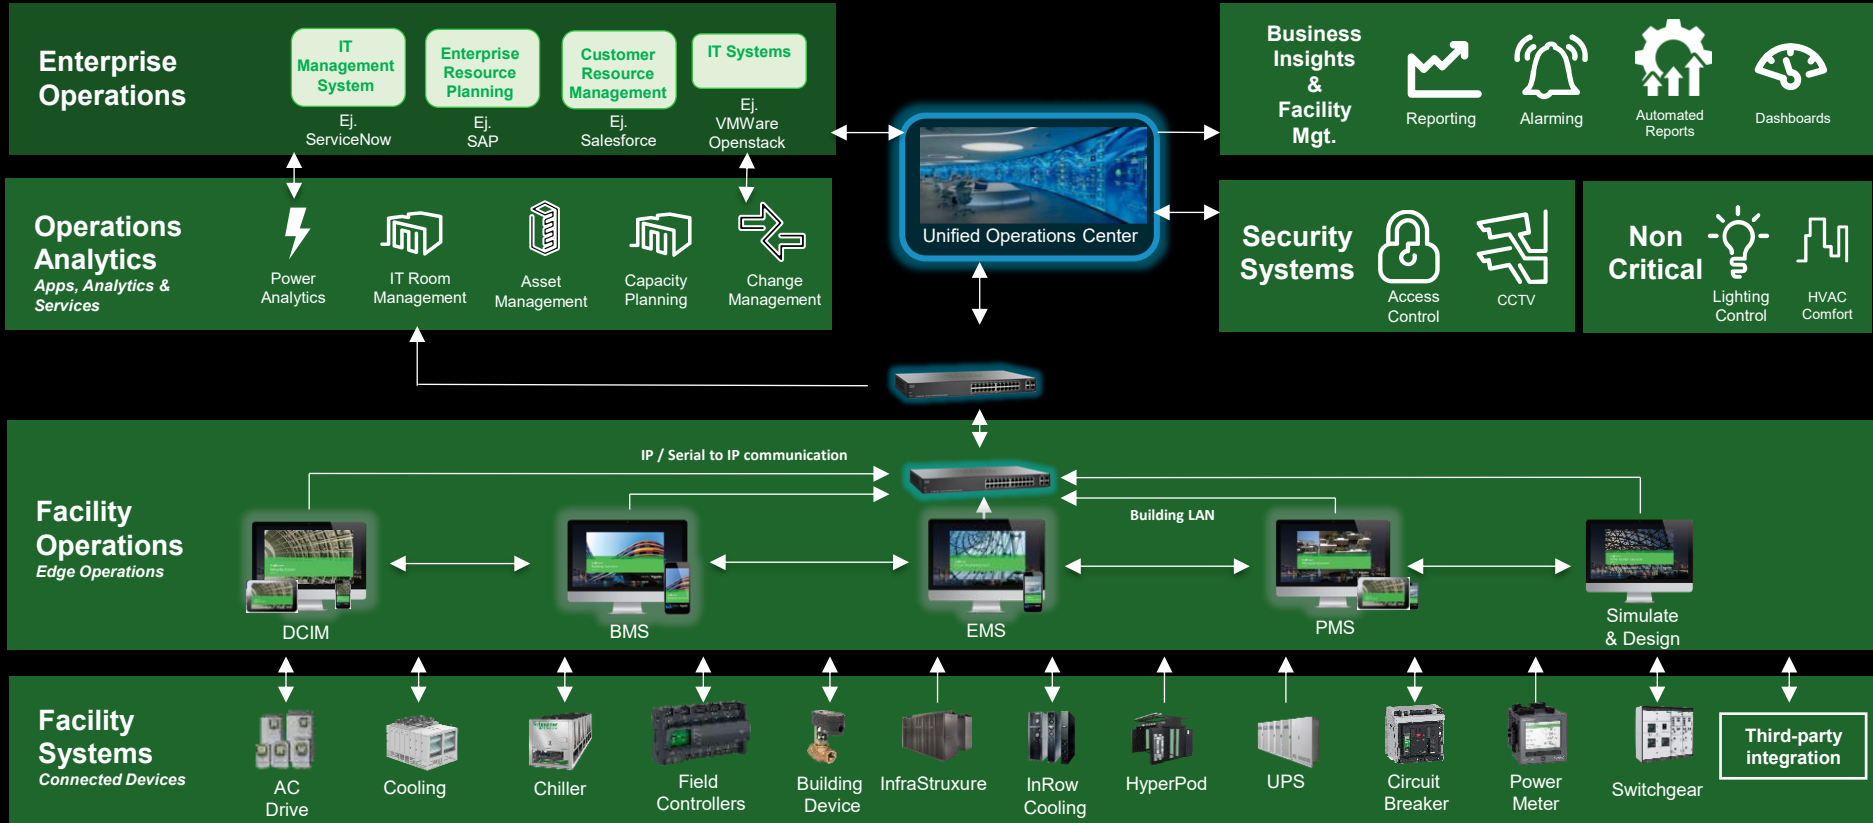 Enterprise
Operations
IT
Management
System
Ej.
ServiceNow
Enterprise
Resource
Planning
Ej.
SAP
Customer
Resource
Management
Ej.
Salesforce
IT Systems
Ej.
VMWare
Openstack
Unified Operations Center
Business
Insights
&
Facility
Mgt.
Reporting
Alarming
Automated
Reports
Dashboards
Operations
Analytics
Apps, Analytics &
Services
Power
Analytics
IT Room
Management
Asset
Management
Capacity
Planning
Change
Management
Security
Systems
Access
Control
CCTV
Non
Critical
Lighting
Control
HVAC
Comfort
Facility
Operations
Edge Operations
IP / Serial to IP communication
Building LAN
DCIM
BMS
EMS
PMS
Simulate
& Design
Facility
Systems
Connected Devices
AC
Drive
Cooling
Chiller
Field
Controllers
Building
Device
InfraStruxure
InRow
Cooling
HyperPod
UPS
Circuit
Breaker
Power
Meter
Switchgear
Third-party
integration